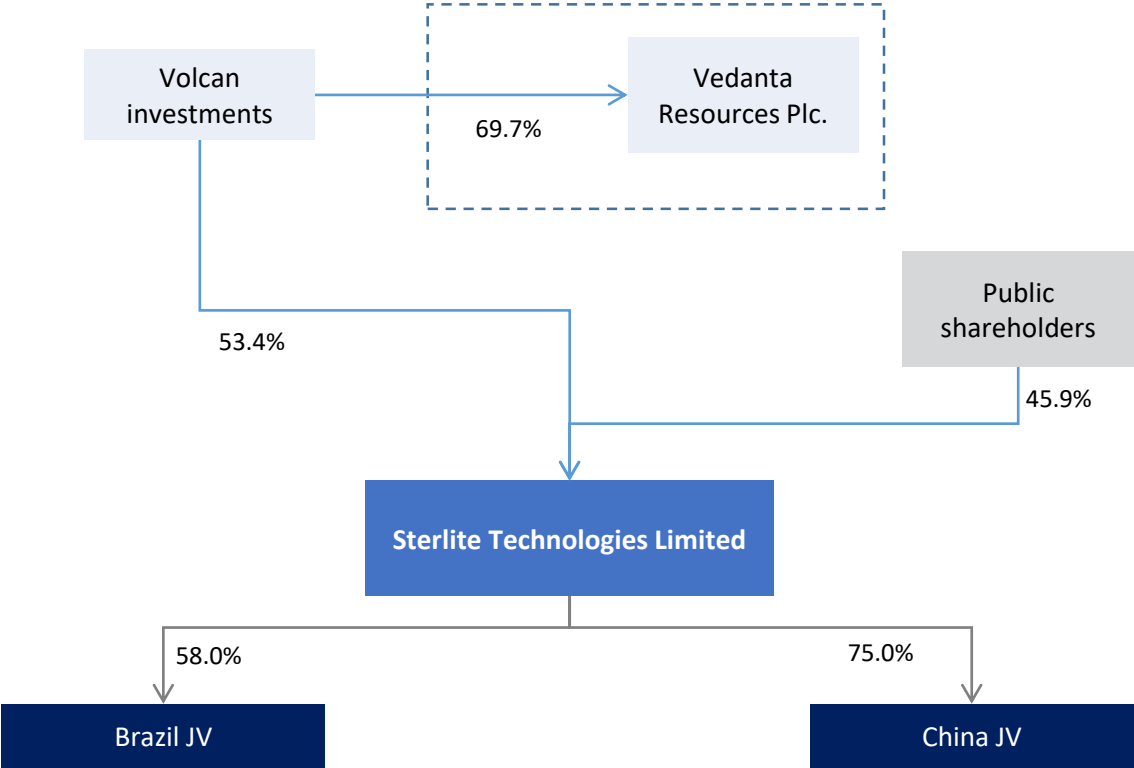 Volcan
investments
Vedanta
Resources Plc.
69.7%
Public
shareholders
53.4%
45.9%
Sterlite Technologies Limited
58.0%
75.0%
Brazil JV
China JV